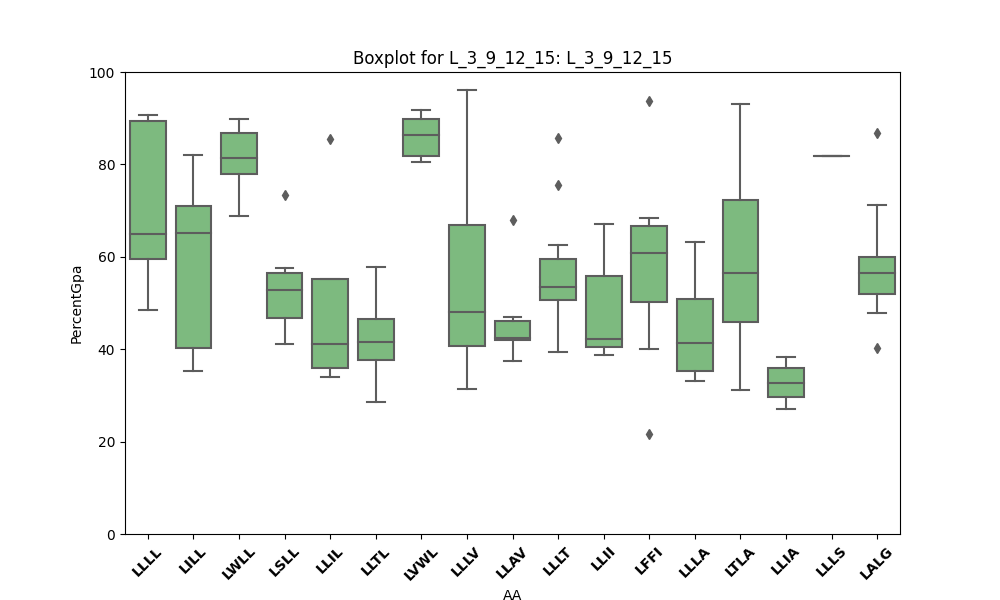 Boxplot for L_3_9_12_15: L_3_9_12_15
100
80
60
40
20
0
PercentGpa
LLLL LILL LWLL LSLL LLIL LLTL LVWL LLLV LLAV LLLT LLII LFFI LLLA LTLA LLIA LLLS LALG
AA